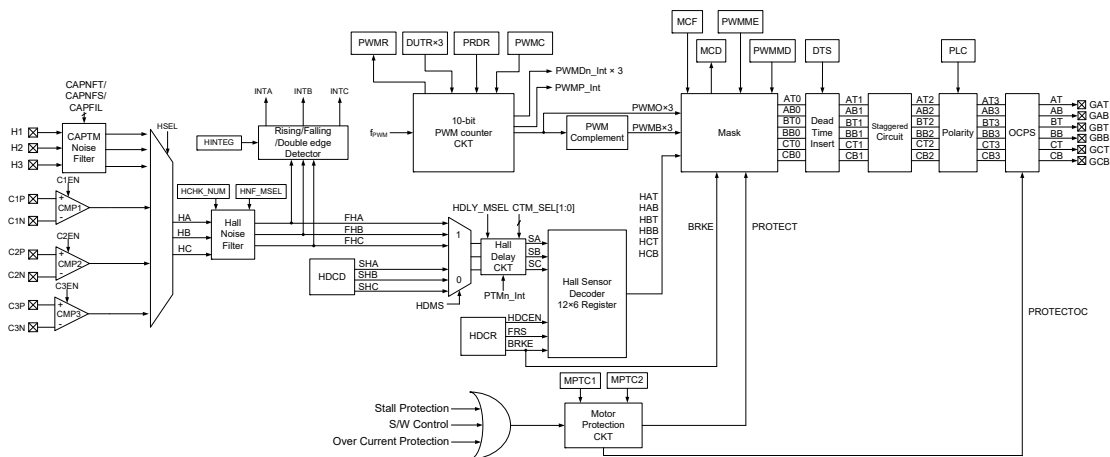 CAPNFT/
CAPNFS/
CAPFIL
H1
H2
H3
CAPTM
Noise
Filter
HSEL
C1EN
C1P
C1N
+
-
CMP1
C2EN
C2P
C2N
+
-
CMP2
C3EN
C3P
C3N
+
-
CMP3
HA
HB
HC
HCHK_NUM
HNF_MSEL
Hall
Noise
Filter
INTA
INTB
INTC
HINTEG
Rising/Falling
/Double edge
Detector
FHA
FHB
FHC
HDCD
SHA
SHB
SHC
1
0
HDMS
HDLY_MSEL
CTM_SEL[1:0]
Hall
Delay
CKT
PTMn_Int
SA
SB
SC
HDCR
HDCEN
FRS
BRKE
Hall Sensor
Decoder
12×6 Register
PWMR
DUTR×3
PRDR
PWMC
fPWM
10-bit
PWM counter
CKT
PWMDn_Int × 3
PWMP_Int
PWM
Complement
PWMO×3
PWMB×3
HAT
HAB
HBT
HBB
HCT
HCB
MCF
MCD
PWMME
PWMMD
Mask
BRKE
PROTECT
AT0
AB0
BT0
BB0
CT0
CB0
DTS
Dead
Time
Insert
AT1
AB1
BT1
BB1
CT1
CB1
Staggered
Circuit
AT2
AB2
BT2
BB2
CT2
CB2
PLC
Polarity
AT3
AB3
BT3
BB3
CT3
CB3
OCPS
AT
AB
BT
BB
CT
CB
GAT
GAB
GBT
GBB
GCT
GCB
PROTECTOC
Stall Protection
S/W Control
Over Current Protection
MPTC1
MPTC2
Motor
Protection
CKT